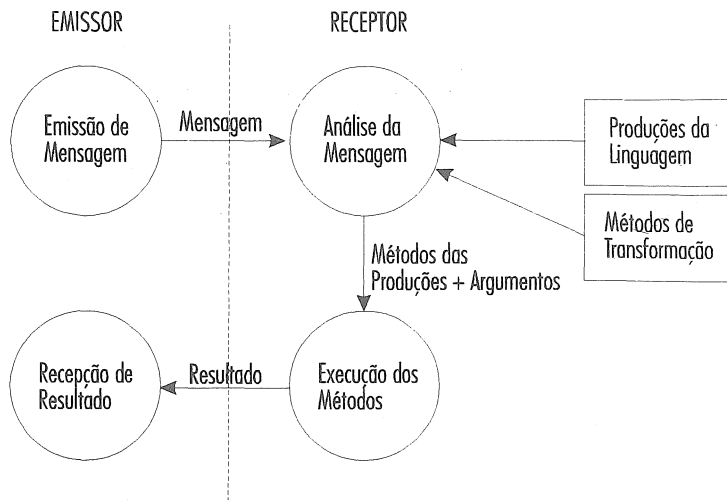 EMISSOR
RECEPTOR
Emissão de
Mensagem
Mensagem
Análise da
Mensagem
Produções da
Linguagem
Métodos de
Transformação
Métodos das
Produções + Argumentos
Recepção de
Resultado
Resultado
Execução dos
Métodos